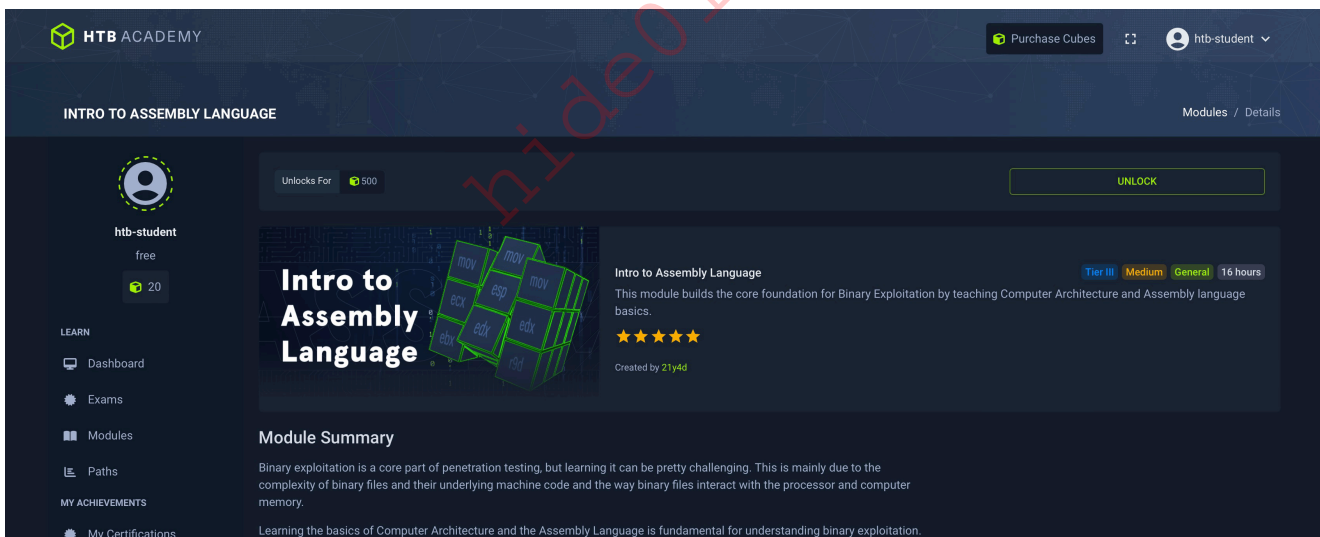 HTB ACADEMY
Purchase Cubes
htb-student
INTRO TO ASSEMBLY LANGUAGE
Modules / Details
htb-student
free
20
LEARN
Dashboard
Exams
Modules
Paths
MY ACHIEVEMENTS
My Certifications
Unlocks For 500
UNLOCK
Intro to
Assembly
Language
mov
mov
mov
esp
ecx
edx
edx
ebx
r9d
Intro to Assembly Language
Tier III Medium General 16 hours
This module builds the core foundation for Binary Exploitation by teaching Computer Architecture and Assembly language
basics.
Created by 21y4d
Module Summary
Binary exploitation is a core part of penetration testing, but learning it can be pretty challenging. This is mainly due to the
complexity of binary files and their underlying machine code and the way binary files interact with the processor and computer
memory.
Learning the basics of Computer Architecture and the Assembly Language is fundamental for understanding binary exploitation.
hide01